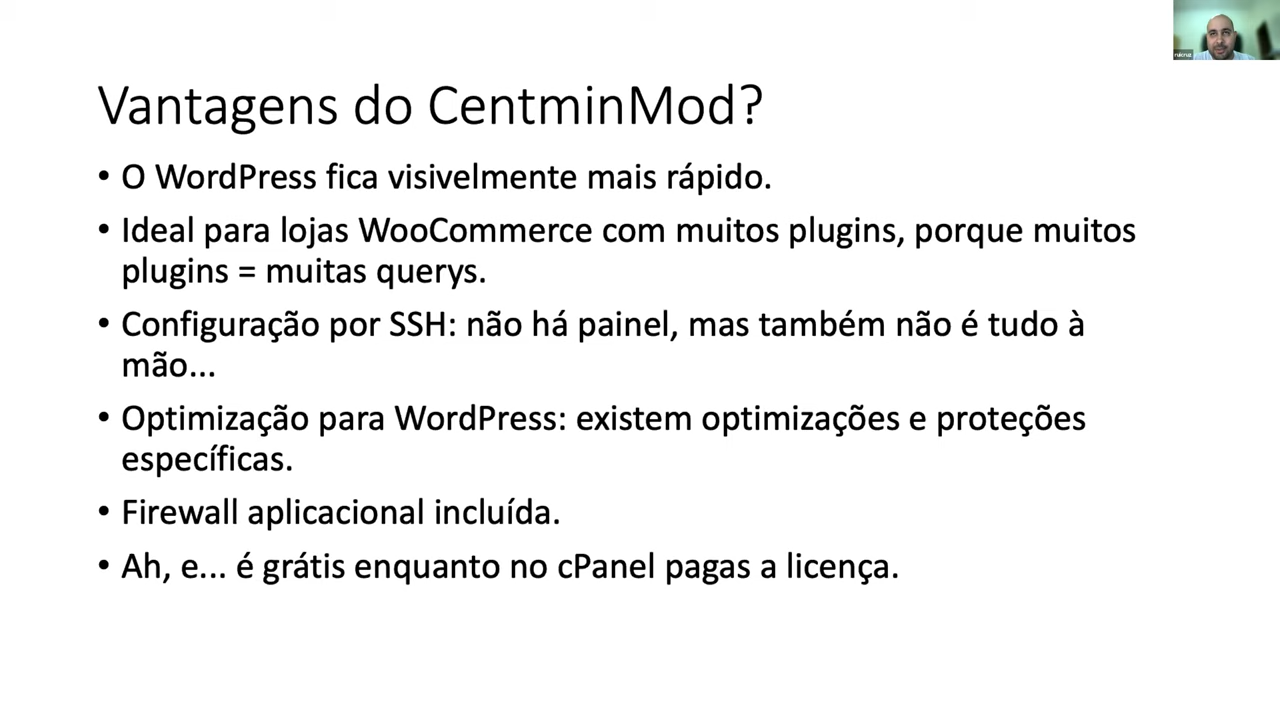 Vantagens do CentminMod?
• O WordPress fica visivelmente mais rápido.
• Ideal para lojas WooCommerce com muitos plugins, porque muitos
plugins = muitas querys.
• Configuração por SSH: não há painel, mas também não é tudo à
mão...
• Optimização para WordPress: existem optimizações e proteções
específicas.
• Firewall aplicacional incluída.
• Ah, e... é grátis enquanto no cPanel pagas a licença.